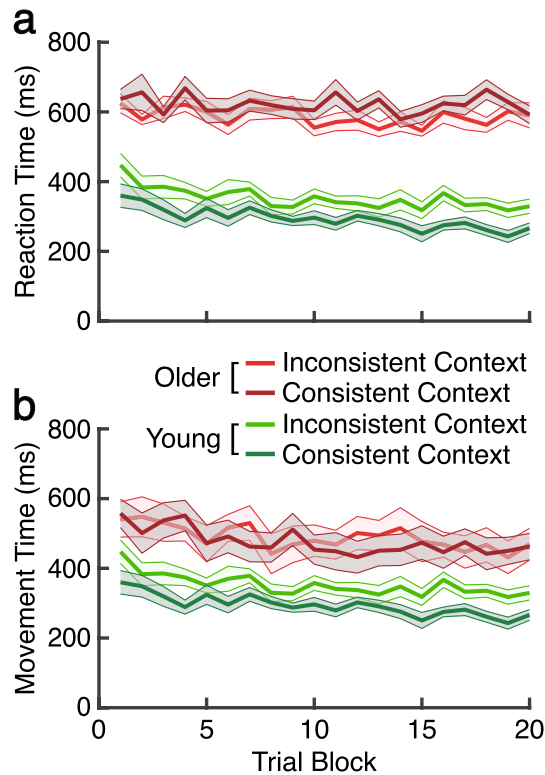 a
800
600
400
200
0
Reaction Time (ms)
Older
Inconsistent Context
Consistent Context
Young
Inconsistent Context
Consistent Context
b
800
600
400
200
0
Movement Time (ms)
0 5 10 15 20
Trial Block